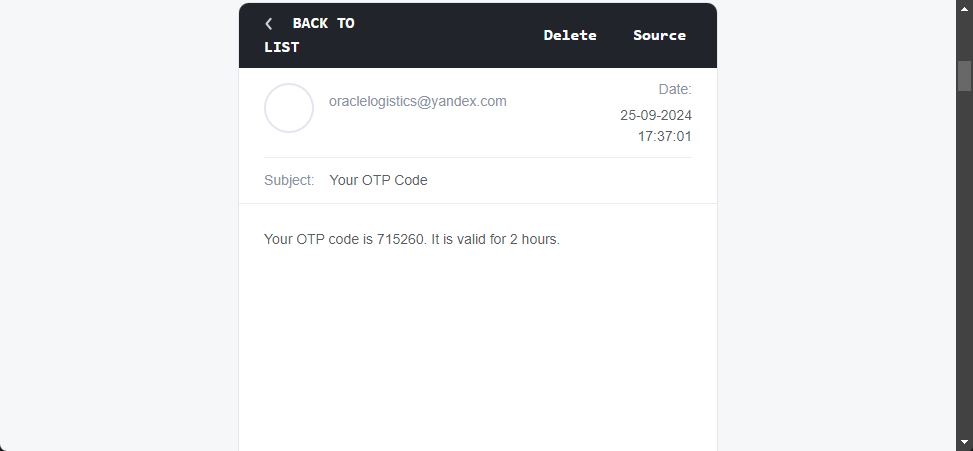 BACK TO
LIST
Delete
Source
oraclelogistics@yandex.com
Date:
25-09-2024
17:37:01
Subject: Your OTP Code
Your OTP code is 715260. It is valid for 2 hours.